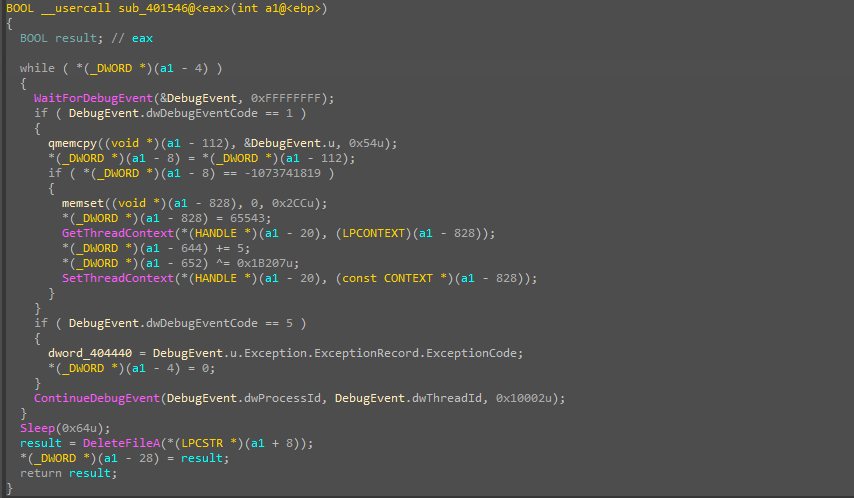 BOOL __usercall sub_401546@<eax>(int a1@<ebp>)
{
  BOOL result; // eax
  while ( *(_DWORD *)(a1 - 4) )
  {
    WaitForDebugEvent(&DebugEvent, 0xFFFFFFFF);
    if ( DebugEvent.dwDebugEventCode == 1 )
    {
      qmemcpy((void *)(a1 - 112), &DebugEvent.u, 0x54u);
      *(_DWORD *)(a1 - 8) = *(_DWORD *)(a1 - 112);
      if ( *(_DWORD *)(a1 - 8) == -1073741819 )
      {
        memset((void *)(a1 - 828), 0, 0x2CCu);
        *(_DWORD *)(a1 - 828) = 65543;
        GetThreadContext(*(HANDLE *)(a1 - 20), (LPCONTEXT)(a1 - 828));
        *(_DWORD *)(a1 - 644) += 5;
        *(_DWORD *)(a1 - 652) ^= 0x1B207u;
        SetThreadContext(*(HANDLE *)(a1 - 20), (const CONTEXT *)(a1 - 828));
      }
    }
    if ( DebugEvent.dwDebugEventCode == 5 )
    {
      dword_404440 = DebugEvent.u.Exception.ExceptionRecord.ExceptionCode;
      *(_DWORD *)(a1 - 4) = 0;
    }
    ContinueDebugEvent(DebugEvent.dwProcessId, DebugEvent.dwThreadId, 0x10002u);
  }
  Sleep(0x64u);
  result = DeleteFileA(*(LPCSTR *)(a1 + 8));
  *(_DWORD *)(a1 - 28) = result;
  return result;
}